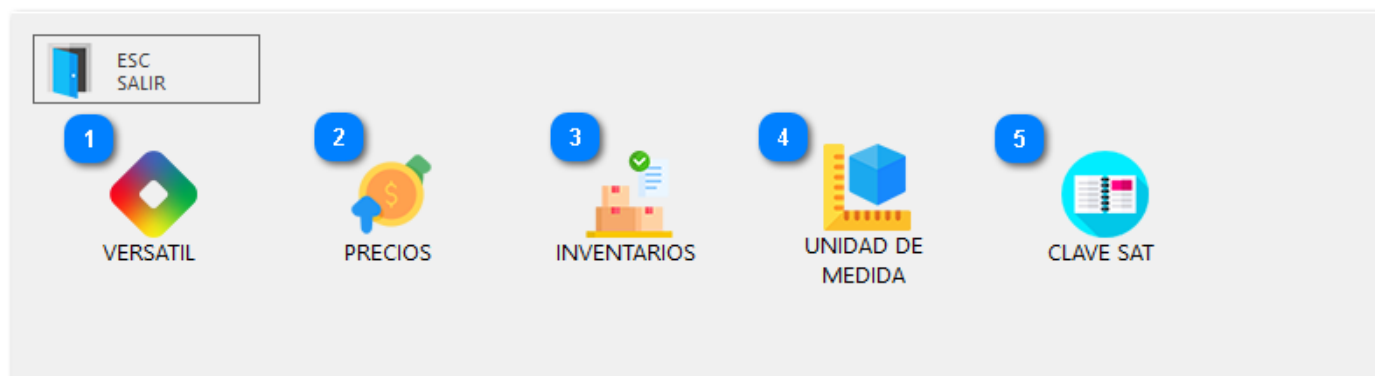 ESC
SALIR
1
2
3
4
5
VERSATIL
PRECIOS
INVENTARIOS
UNIDAD DE
MEDIDA
CLAVE SAT